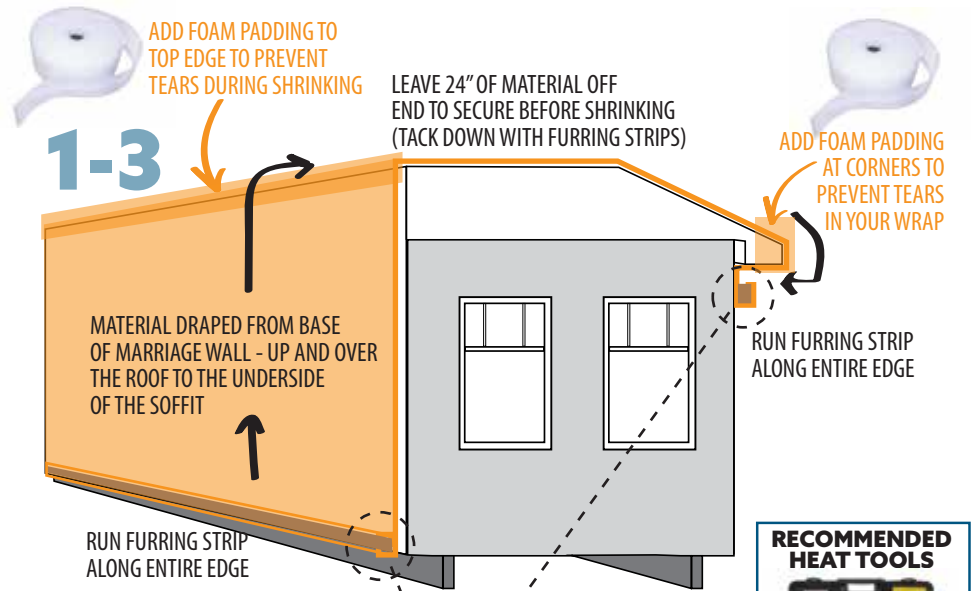 ADD FOAM PADDING TO
TOP EDGE TO PREVENT
TEARS DURING SHRINKING
LEAVE 24” OF MATERIAL OFF
END TO SECURE BEFORE SHRINKING
(TACK DOWN WITH FURRING STRIPS)
1-3
ADD FOAM PADDING
AT CORNERS TO
PREVENT TEARS
IN YOUR WRAP
MATERIAL DRAPED FROM BASE
OF MARRIAGE WALL - UP AND OVER
THE ROOF TO THE UNDERSIDE
OF THE SOFFIT
RUN FURRING STRIP
ALONG ENTIRE EDGE
RUN FURRING STRIP
ALONG ENTIRE EDGE
RECOMMENDED
HEAT TOOLS